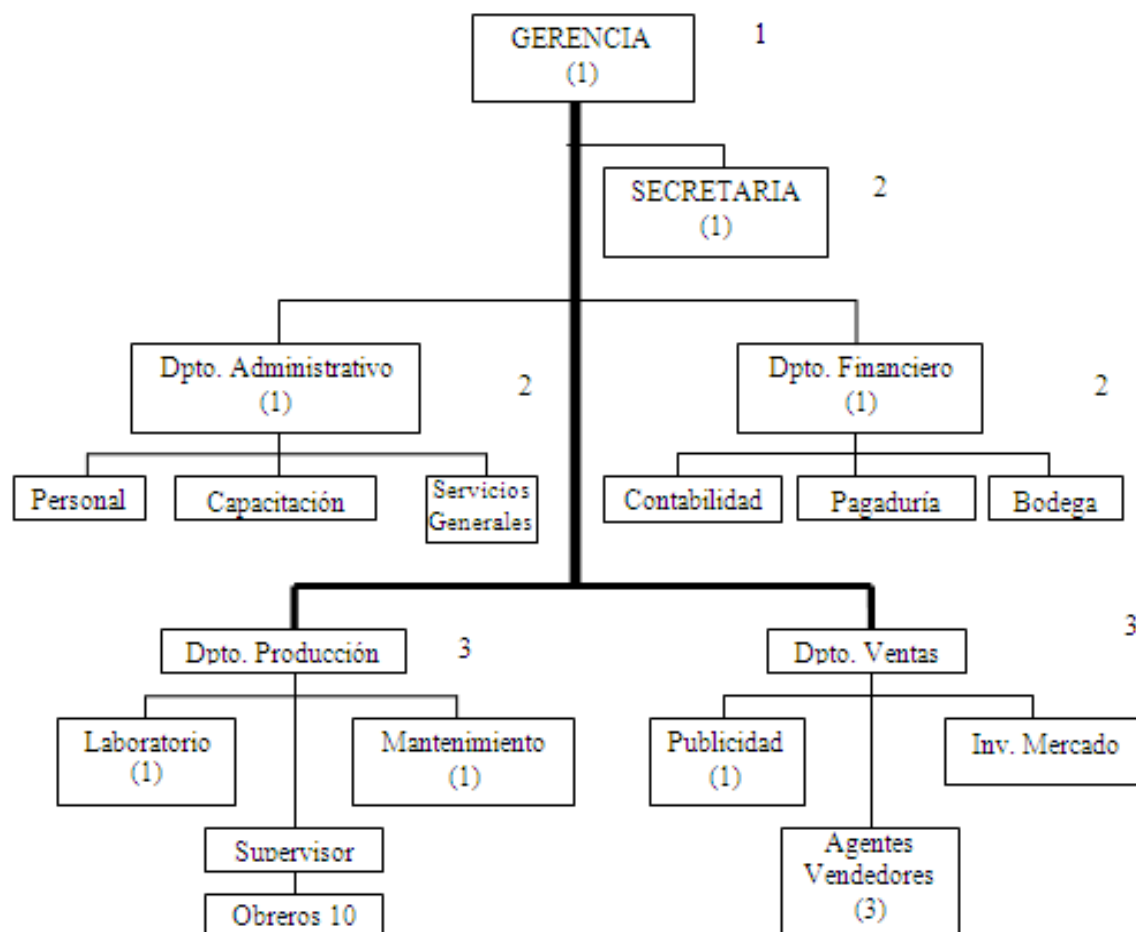 GERENCIA
(1)
1
SECRETARIA
(1)
2
Dpto. Administrativo
(1)
2
Dpto. Financiero
(1)
2
Personal
Capacitación
Servicios
Generales
Contabilidad
Pagaduría
Bodega
Dpto. Producción
3
Dpto. Ventas
3
Laboratorio
(1)
Mantenimiento
(1)
Publicidad
(1)
Inv. Mercado
Supervisor
Obreros 10
Agentes
Vendedores
(3)